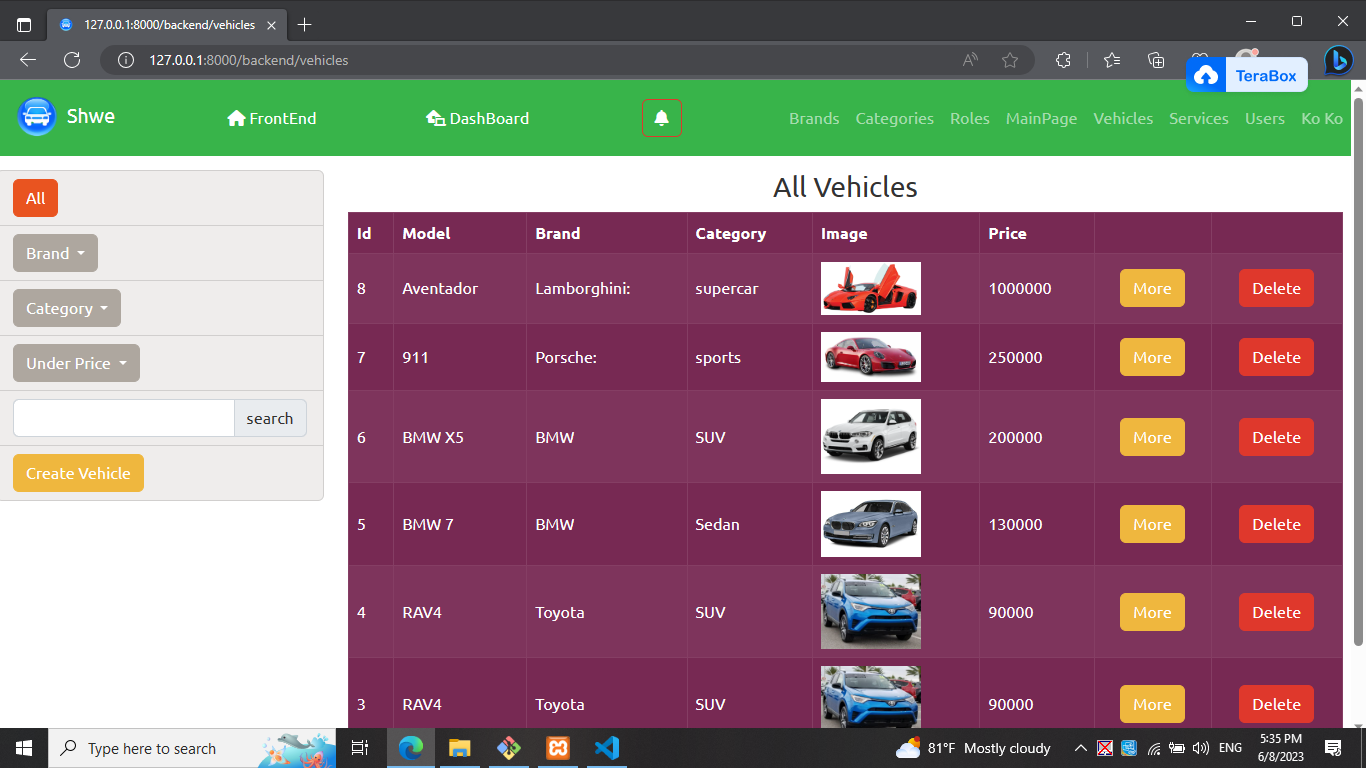 127.0.0.1:8000/backend/vehicles
127.0.0.1:8000/backend/vehicles
TeraBox
Shwe FrontEnd DashBoard Brands Categories Roles MainPage Vehicles Services Users Ko Ko
All
Brand
Category
Under Price
search
Create Vehicle
All Vehicles
Id Model Brand Category Image Price
8 Aventador Lamborghini: supercar 1000000 More Delete
7 911 Porsche: sports 250000 More Delete
6 BMW X5 BMW SUV 200000 More Delete
5 BMW 7 BMW Sedan 130000 More Delete
4 RAV4 Toyota SUV 90000 More Delete
3 RAV4 Toyota SUV 90000 More Delete
Type here to search 81°F Mostly cloudy ENG 5:35 PM
6/8/2023